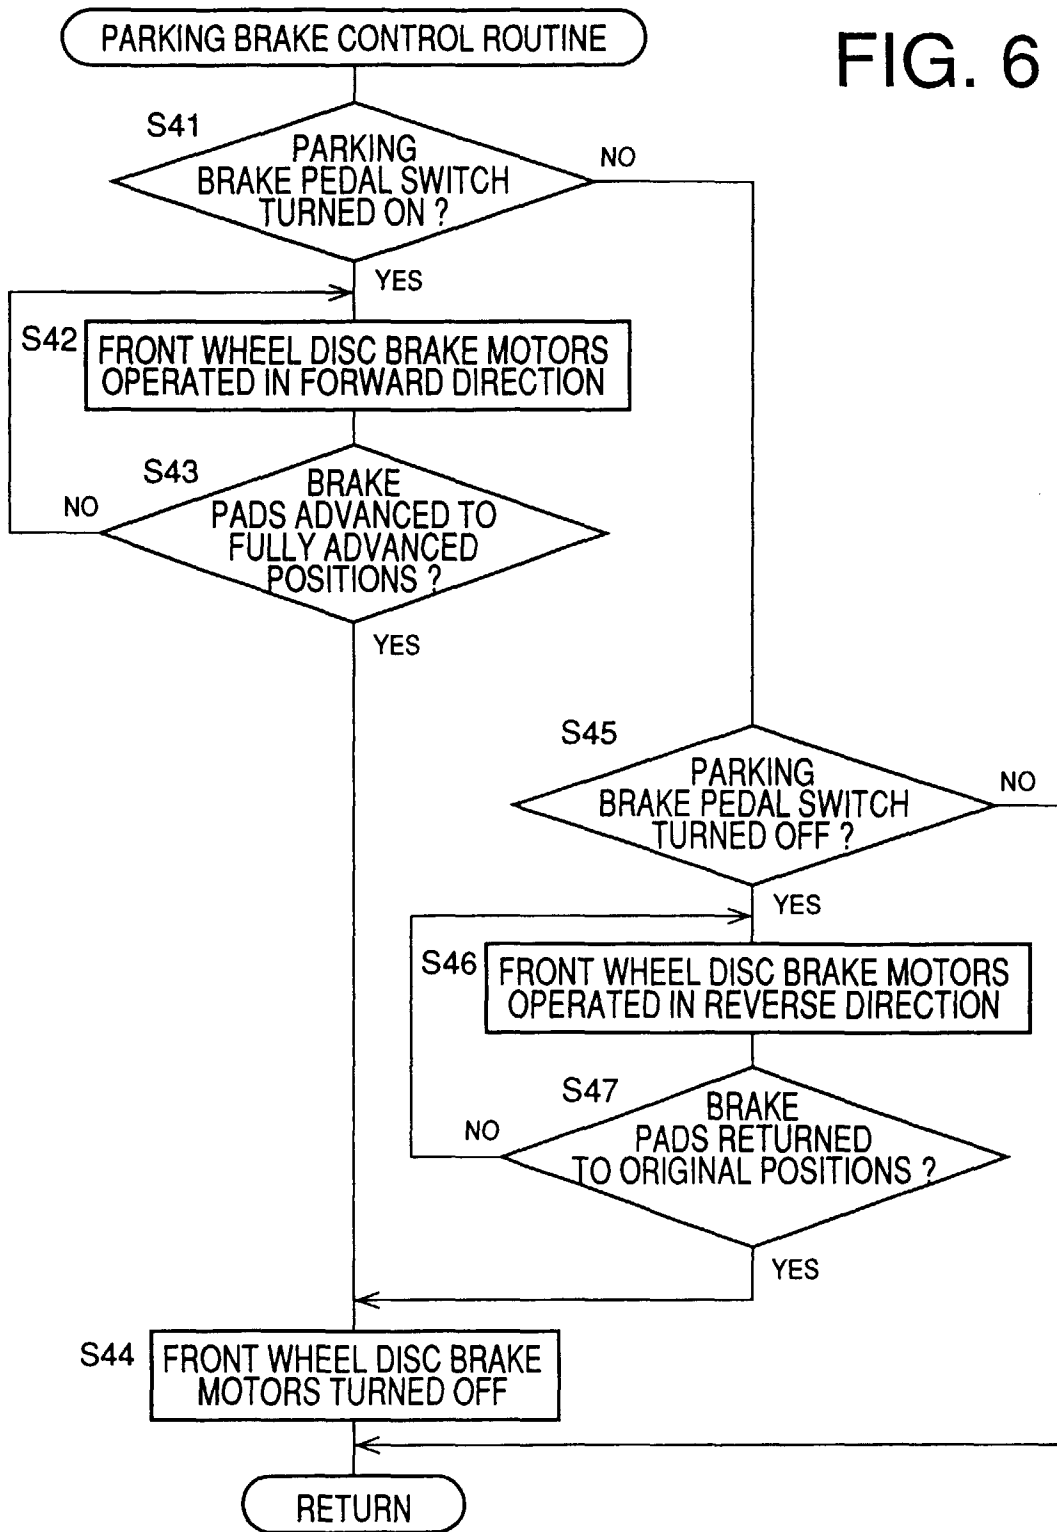 PARKING BRAKE CONTROL ROUTINE
FIG. 6
S41
PARKING
BRAKE PEDAL SWITCH
TURNED ON ?
NO
YES
S42
FRONT WHEEL DISC BRAKE MOTORS
OPERATED IN FORWARD DIRECTION
S43
BRAKE
PADS ADVANCED TO
FULLY ADVANCED
POSITIONS ?
NO
YES
S45
PARKING
BRAKE PEDAL SWITCH
TURNED OFF ?
NO
YES
S46
FRONT WHEEL DISC BRAKE MOTORS
OPERATED IN REVERSE DIRECTION
S47
BRAKE
PADS RETURNED
TO ORIGINAL POSITIONS ?
NO
YES
S44
FRONT WHEEL DISC BRAKE
MOTORS TURNED OFF
RETURN